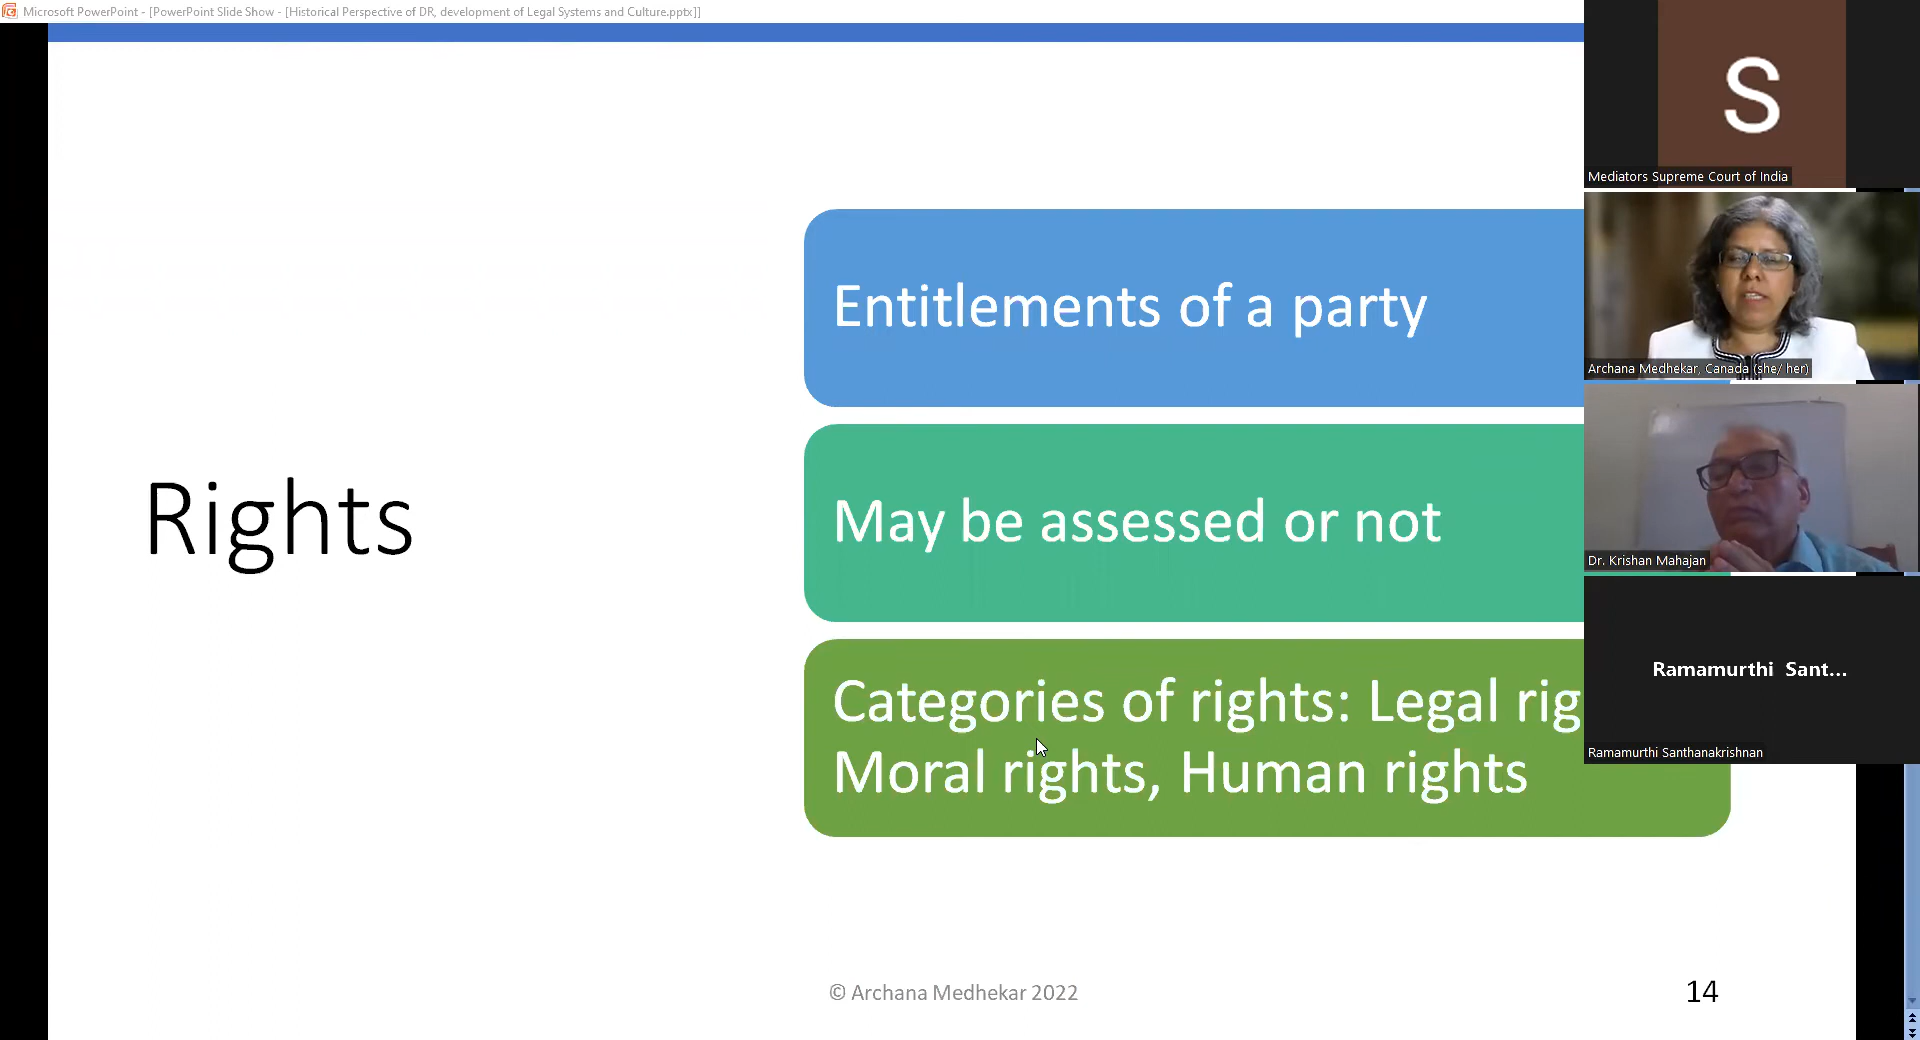 Microsoft PowerPoint - [PowerPoint Slide Show - [Historical Perspective of DR, development of Legal Systems and Culture.pptx]]
S
Mediators Supreme Court of India
Archana Medhekar, Canada (she/ her)
Dr. Krishan Mahajan
Ramamurthi Sant...
Ramamurthi Santhanakrishnan
Rights
Entitlements of a party
May be assessed or not
Categories of rights: Legal rig
Moral rights, Human rights
© Archana Medhekar 2022
14